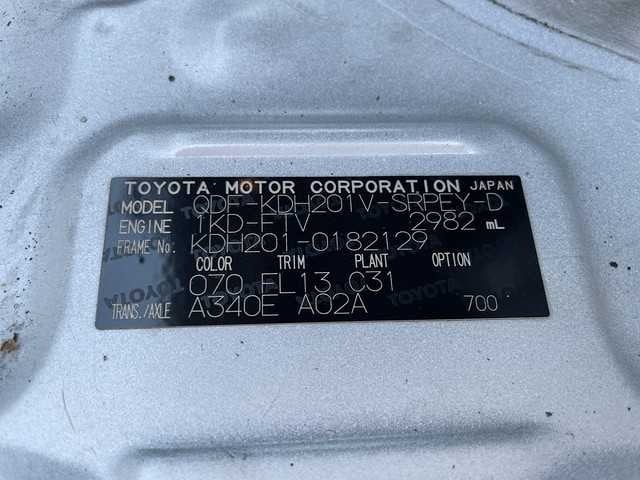 TOYOTA MOTOR CORPORATION JAPAN
MODEL QDF-KDH201V-SRPEY-D
ENGINE 1KD-FTV 2982 mL
FRAME No. KDH201-0182129
COLOR TRIM PLANT OPTION
070 FL13 C31
TRANS./AXLE A340E A02A 700